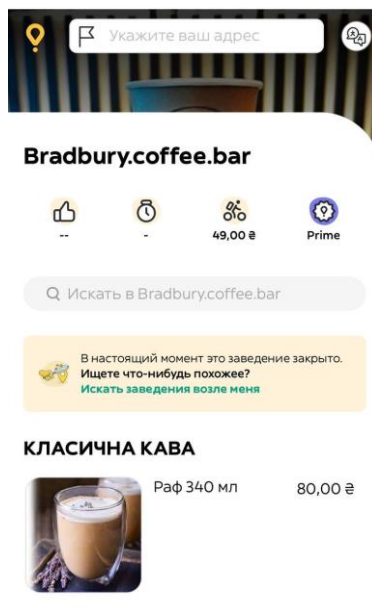 Укажите ваш адрес
Bradbury.coffee.bar
-- - 49,00 ₴ Prime
Искать в Bradbury.coffee.bar
В настоящий момент это заведение закрыто.
Ищете что-нибудь похожее?
Искать заведения возле меня
КЛАСИЧНА КАВА
Раф 340 мл 80,00 ₴